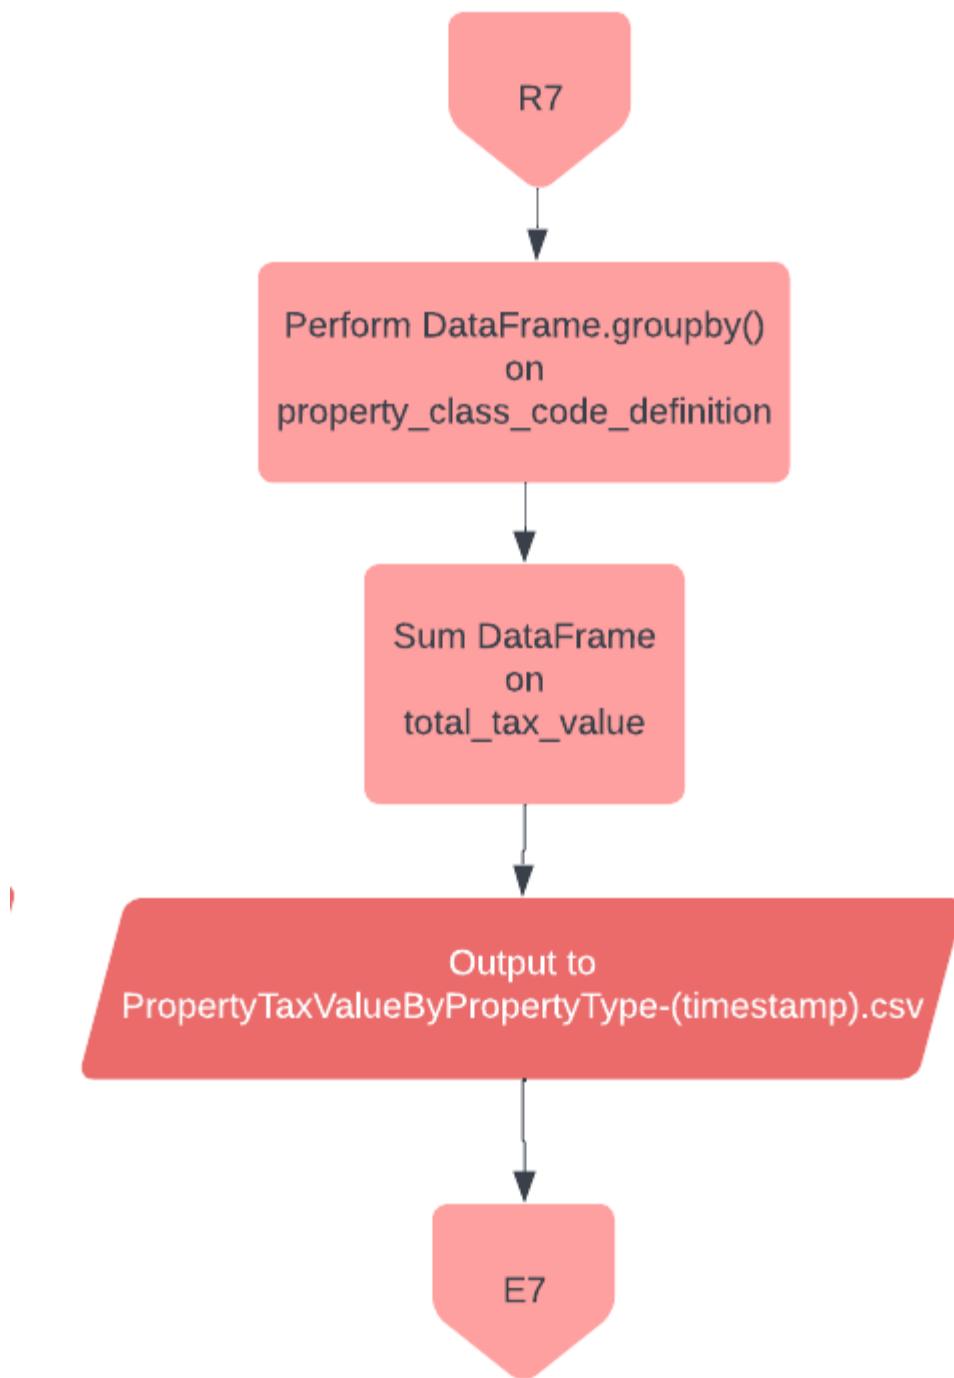 R7
Perform DataFrame.groupby()
on
property_class_code_definition
Sum DataFrame
on
total_tax_value
Output to
PropertyTaxValueByPropertyType-(timestamp).csv
E7